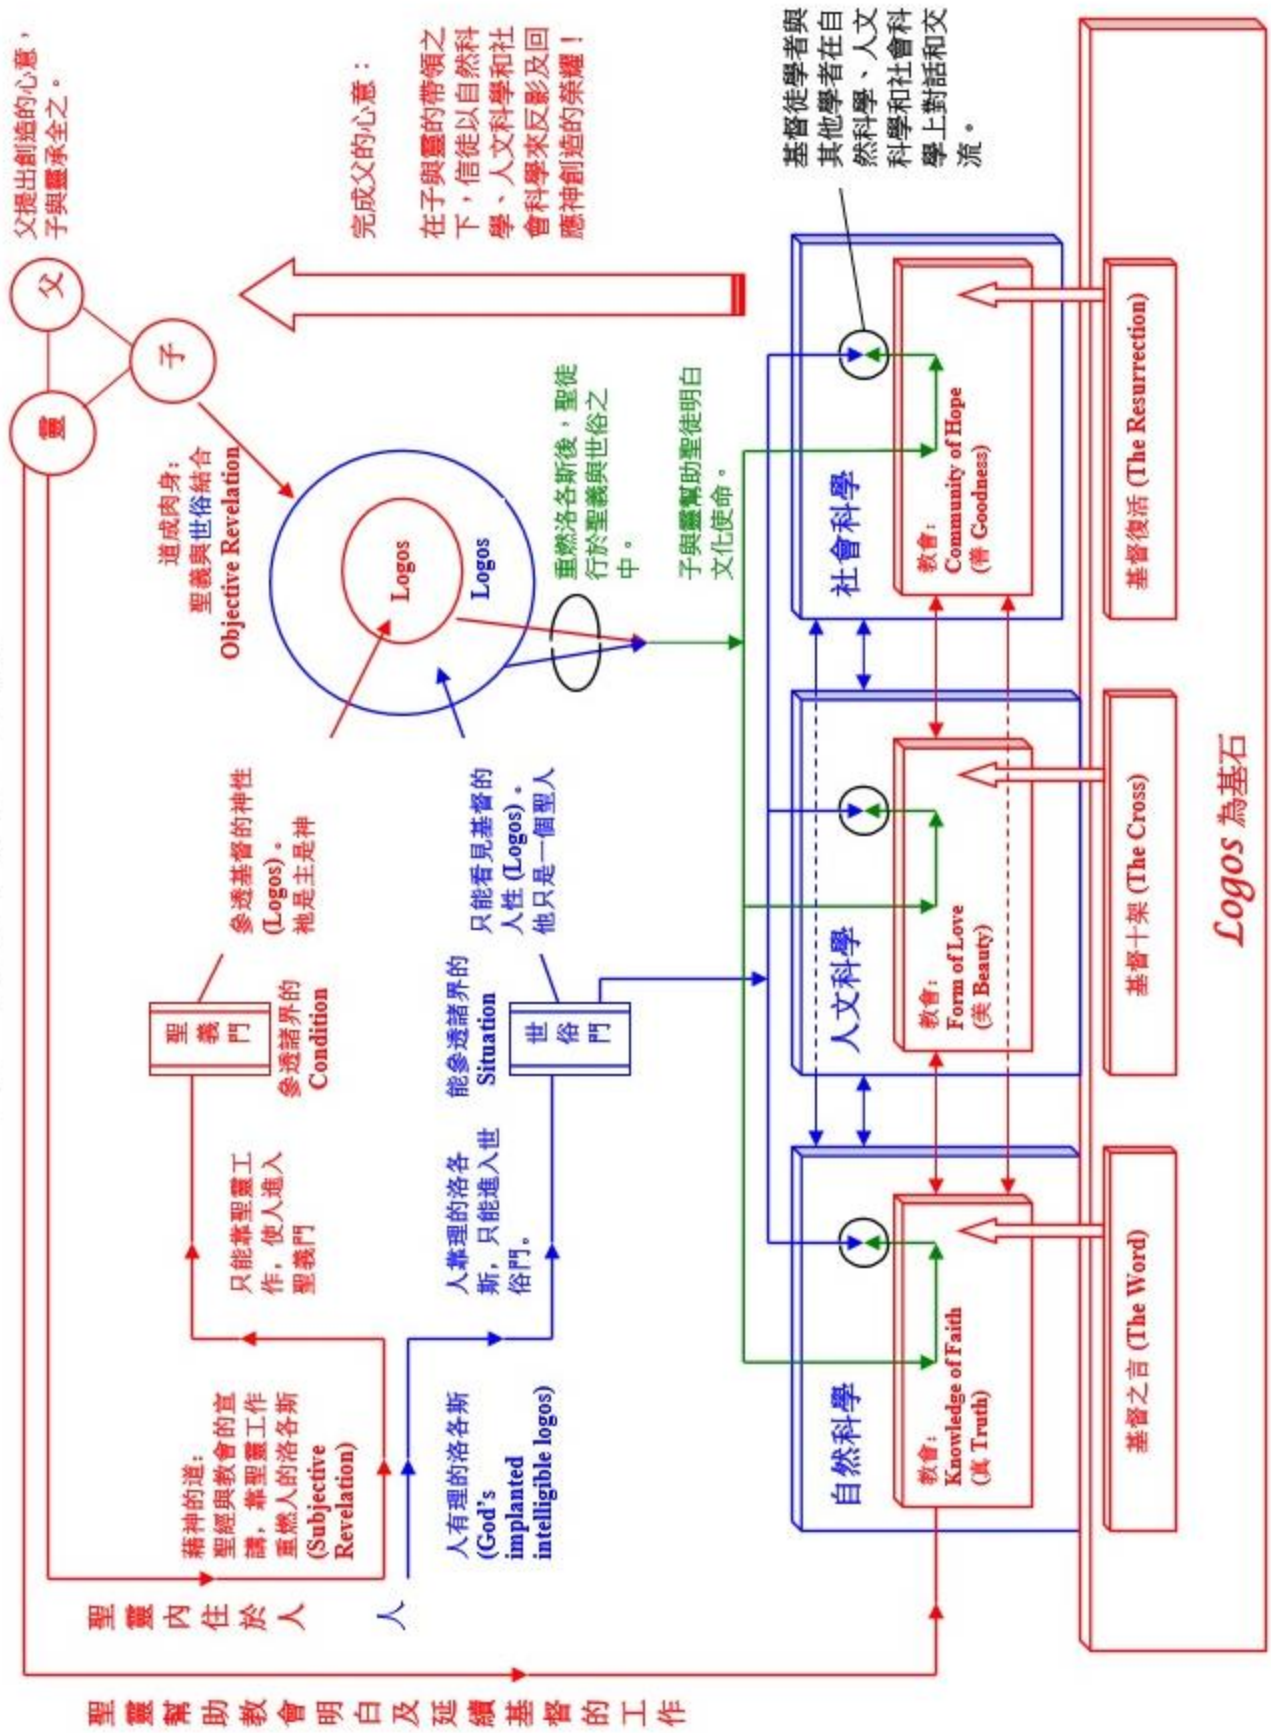 聖靈幫助教會明白及延續基督的工作
聖靈內住於人
藉神的道:
聖經與教會的宣
講, 靠聖靈工作
重燃人的洛各斯
(Subjective
Revelation)
只能靠聖靈工
作, 使人進入
聖義門
聖義門
參透諸界的
Condition
參透基督的神性
(Logos)。
祂是主是神
人
人有理的洛各斯
(God's
implanted
intelligible logos)
人靠理的洛各
斯, 只能進入世
俗門。
能參透諸界的
Situation
世俗門
只能看見基督的
人性 (Logos)。
他只是一個聖人
靈
父
子
父提出創造的心意，
子與靈承全之。
道成肉身:
聖義與世俗結合
Objective Revelation
Logos
Logos
重燃洛各斯後，聖徒
行於聖義與世俗之
中。
子與靈幫助聖徒明白
文化使命。
完成父的心意：
在子與靈的帶領之
下，信徒以自然科
學、人文科學和社
會科學來反影及回
應神創造的榮耀！
基督徒學者與
其他學者在自
然科學、人文
科學和社會科
學上對話和交
流。
自然科學
教會:
Knowledge of Faith
(真 Truth)
人文科學
教會:
Form of Love
(美 Beauty)
社會科學
教會:
Community of Hope
(善 Goodness)
基督之言 (The Word)
基督十架 (The Cross)
基督復活 (The Resurrection)
Logos 為基石